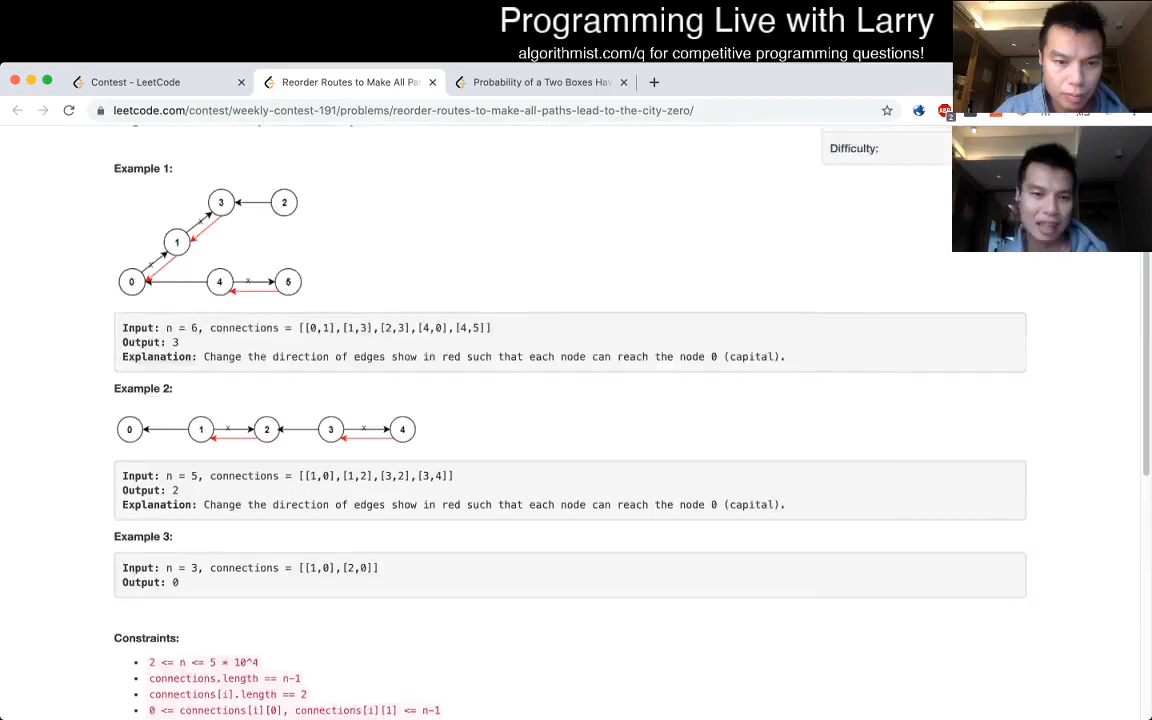 Programming Live with Larry
algorithmist.com/q for competitive programming questions!
Contest - LeetCode
Reorder Routes to Make All Pat
Probability of a Two Boxes Hav
leetcode.com/contest/weekly-contest-191/problems/reorder-routes-to-make-all-paths-lead-to-the-city-zero/
2
Difficulty:
Example 1:
3 2
x
1
x
0 4 x 5
Input: n = 6, connections = [[0,1],[1,3],[2,3],[4,0],[4,5]]
Output: 3
Explanation: Change the direction of edges show in red such that each node can reach the node 0 (capital).
Example 2:
0 1 x 2 3 x 4
Input: n = 5, connections = [[1,0],[1,2],[3,2],[3,4]]
Output: 2
Explanation: Change the direction of edges show in red such that each node can reach the node 0 (capital).
Example 3:
Input: n = 3, connections = [[1,0],[2,0]]
Output: 0
Constraints:
• 2 <= n <= 5 * 10^4
• connections.length == n-1
• connections[i].length == 2
• 0 <= connections[i][0], connections[i][1] <= n-1